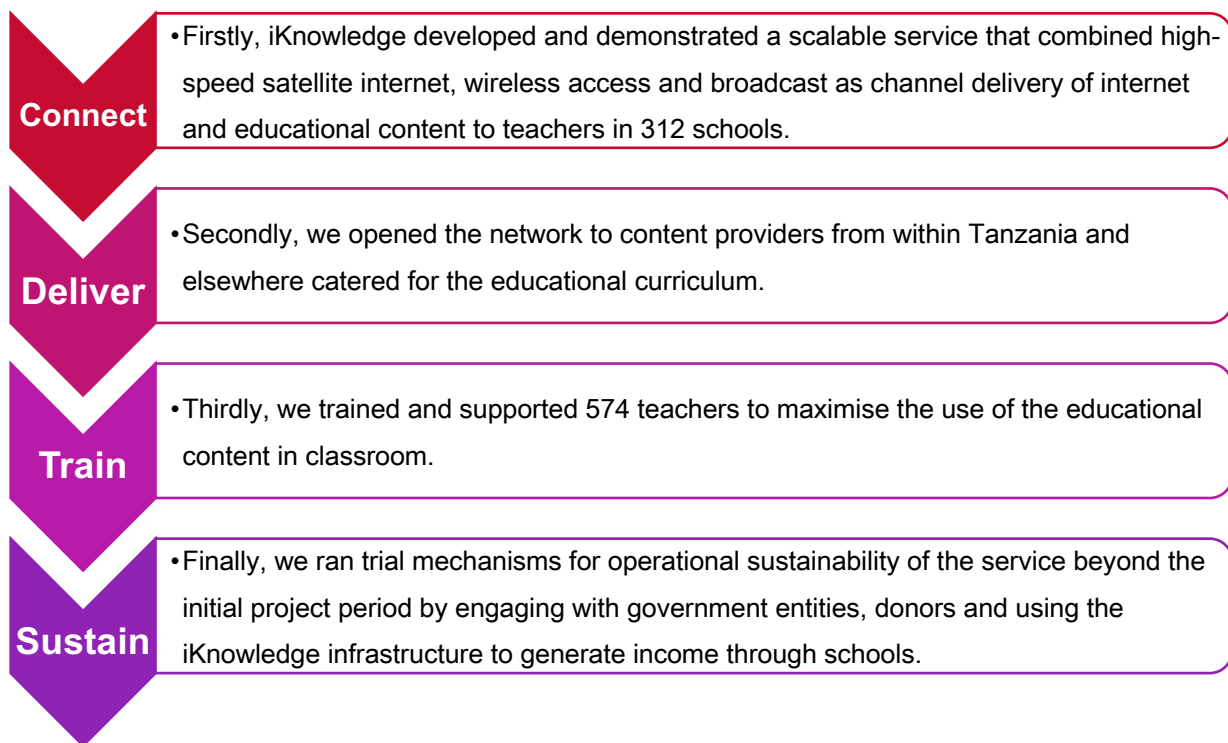 Connect
•Firstly, iKnowledge developed and demonstrated a scalable service that combined high-
speed satellite internet, wireless access and broadcast as channel delivery of internet
and educational content to teachers in 312 schools.
Deliver
•Secondly, we opened the network to content providers from within Tanzania and
elsewhere catered for the educational curriculum.
Train
•Thirdly, we trained and supported 574 teachers to maximise the use of the educational
content in classroom.
Sustain
•Finally, we ran trial mechanisms for operational sustainability of the service beyond the
initial project period by engaging with government entities, donors and using the
iKnowledge infrastructure to generate income through schools.